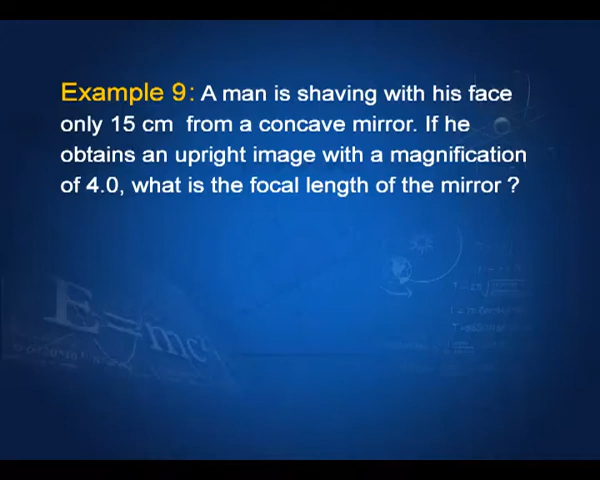 Example 9: A man is shaving with his face
only 15 cm from a concave mirror. If he
obtains an upright image with a magnification
of 4.0, what is the focal length of the mirror ?
E=mc²